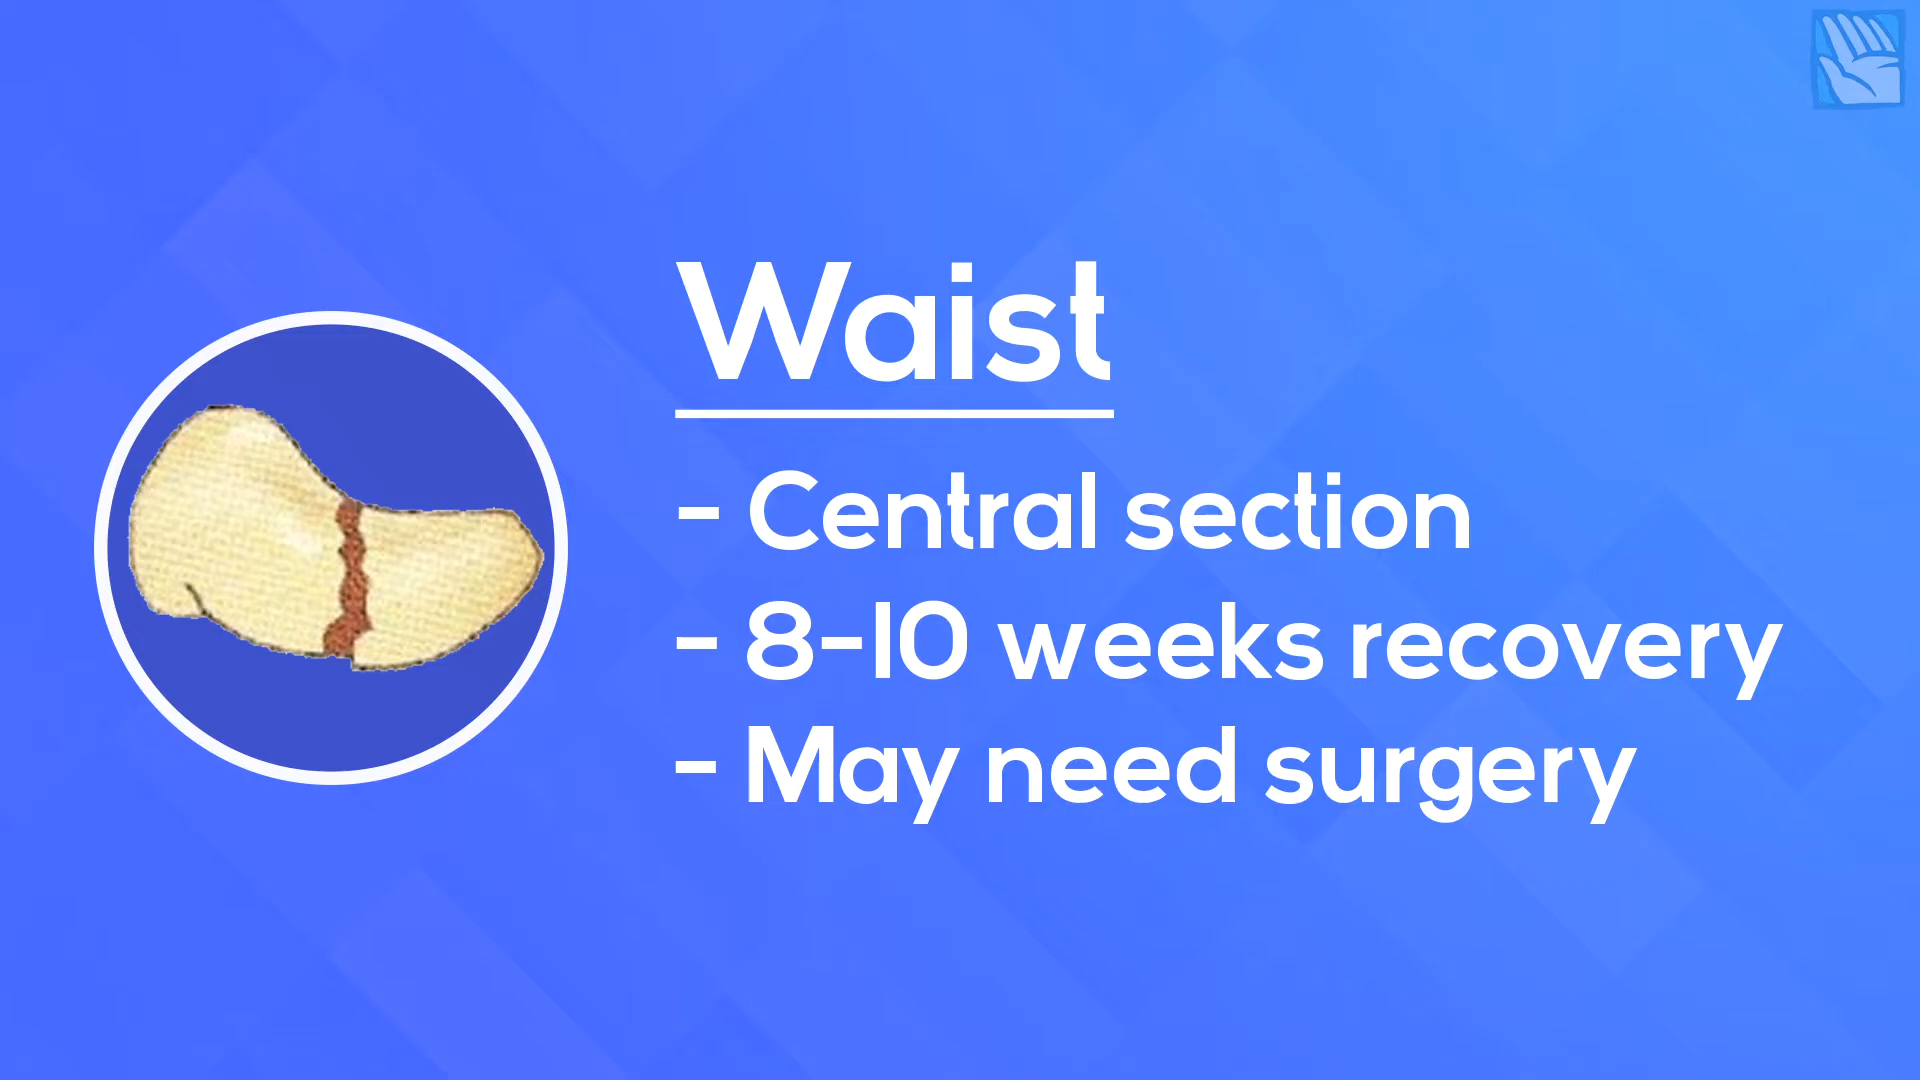 Waist
- Central section
- 8-10 weeks recovery
- May need surgery